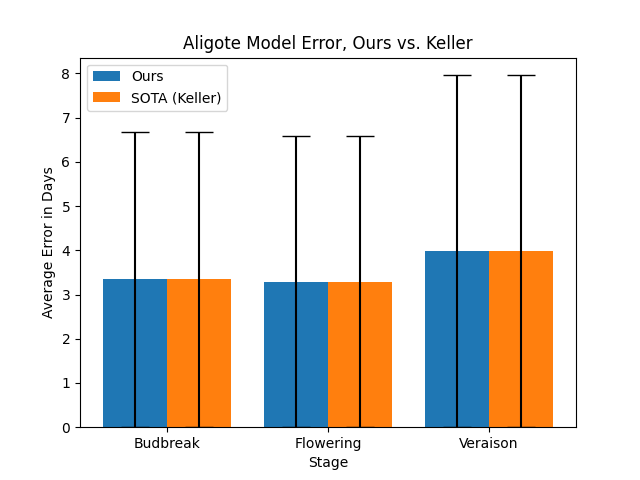 Aligote Model Error, Ours vs. Keller
Ours
SOTA (Keller)
8
7
6
5
4
3
2
1
0
Average Error in Days
Budbreak
Flowering
Veraison
Stage